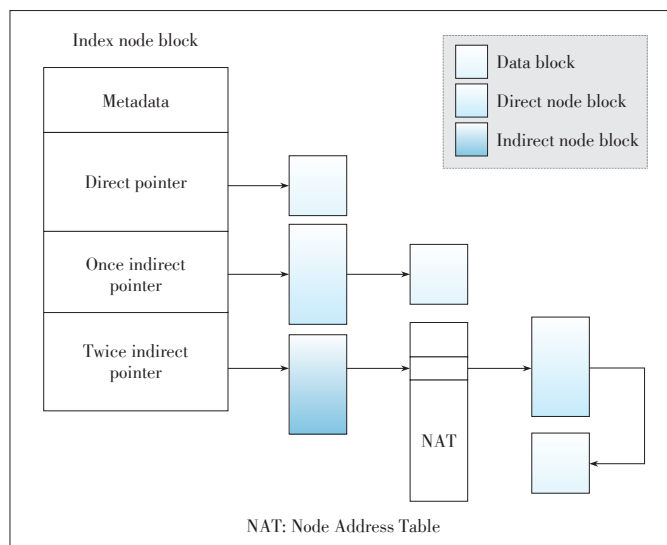 Index node block
Metadata
Direct pointer
Once indirect
pointer
Twice indirect
pointer
Data block
Direct node block
Indirect node block
NAT
NAT: Node Address Table